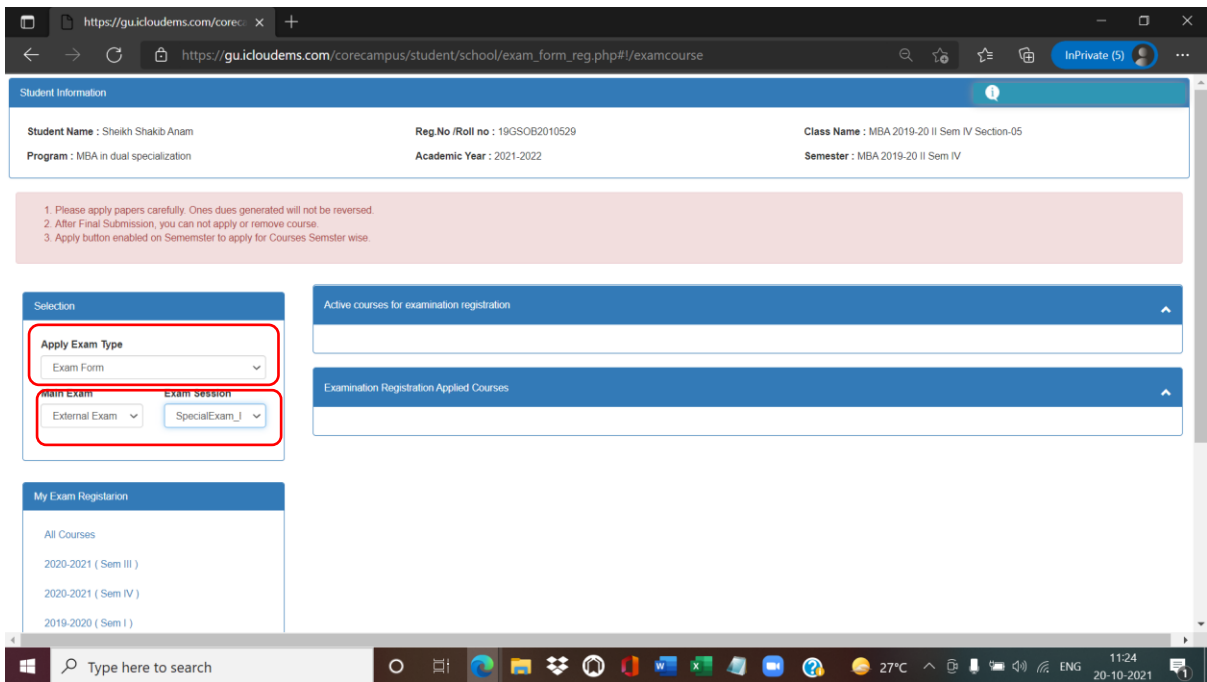 https://gu.icloudems.com/coreca
https://gu.icloudems.com/corecampus/student/school/exam_form_reg.php#!/examcourse
InPrivate (5)
Student Information
Student Name : Sheikh Shakib Anam Reg.No /Roll no : 19GSOB2010529 Class Name : MBA 2019-20 II Sem IV Section-05
Program : MBA in dual specialization Academic Year : 2021-2022 Semester : MBA 2019-20 II Sem IV
1. Please apply papers carefully. Ones dues generated will not be reversed.
2. After Final Submission, you can not apply or remove course.
3. Apply button enabled on Sememster to apply for Courses Semster wise.
Selection
Apply Exam Type
Exam Form
Main Exam Exam Session
External Exam SpecialExam_I
Active courses for examination registration
Examination Registration Applied Courses
My Exam Registarion
All Courses
2020-2021 ( Sem III )
2020-2021 ( Sem IV )
2019-2020 ( Sem I )
Type here to search
27°C ENG 11:24
20-10-2021